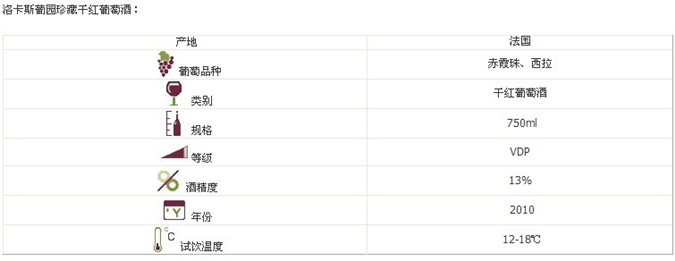 洛卡斯葡园珍藏干红葡萄酒：
产地 法国
葡萄品种 赤霞珠、西拉
类别 干红葡萄酒
规格 750ml
等级 VDP
酒精度 13%
Y 年份 2010
°C 试饮温度 12-18℃